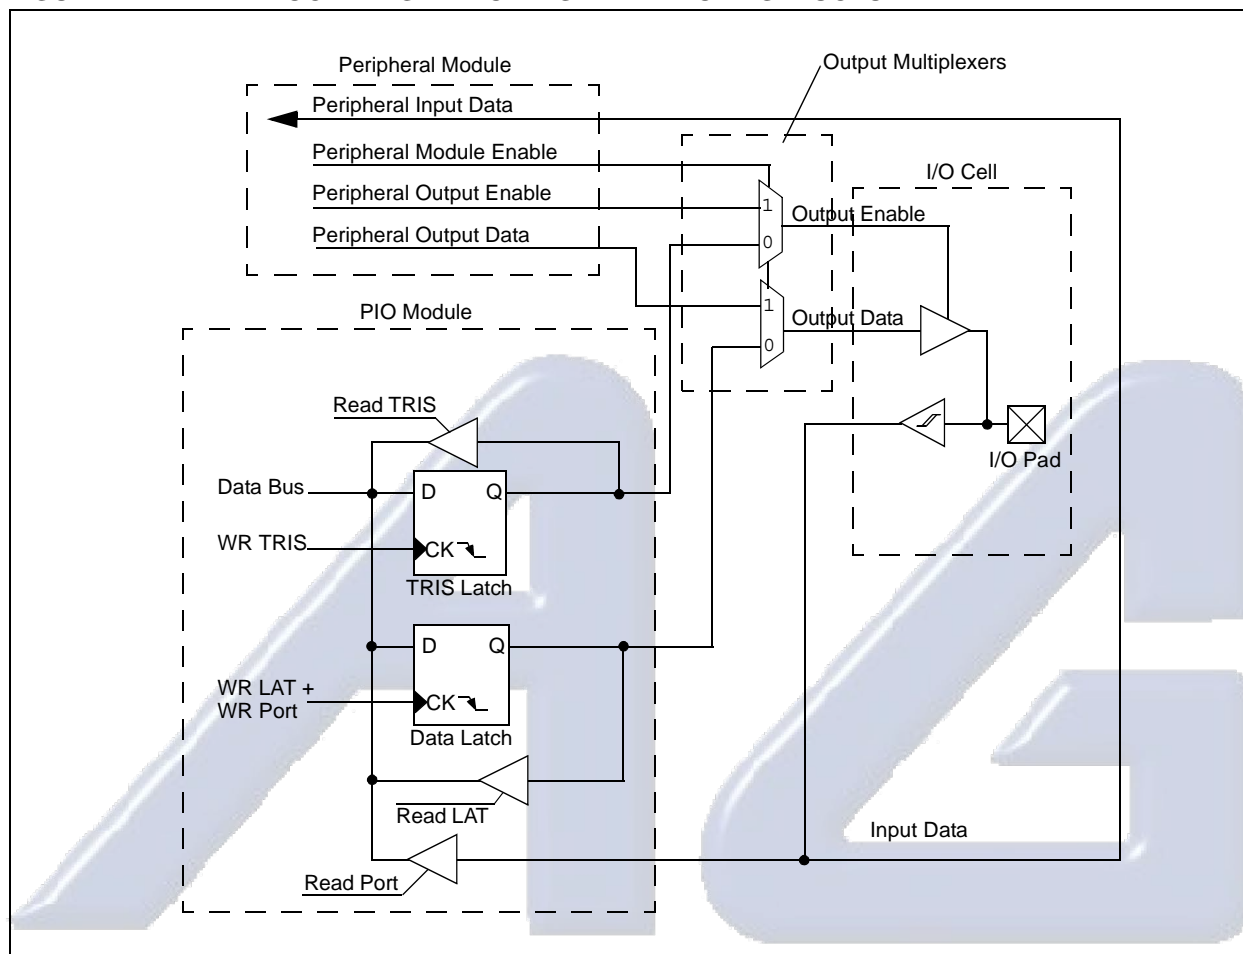 Output Multiplexers
Peripheral Module
Peripheral Input Data
Peripheral Module Enable
I/O Cell
Peripheral Output Enable
1
Output Enable
Peripheral Output Data
0
PIO Module
1
Output Data
0
Read TRIS
I/O Pad
Data Bus
D
Q
WR TRIS
CK
TRIS Latch
D
Q
WR LAT +
WR Port
CK
Data Latch
Read LAT
Input Data
Read Port